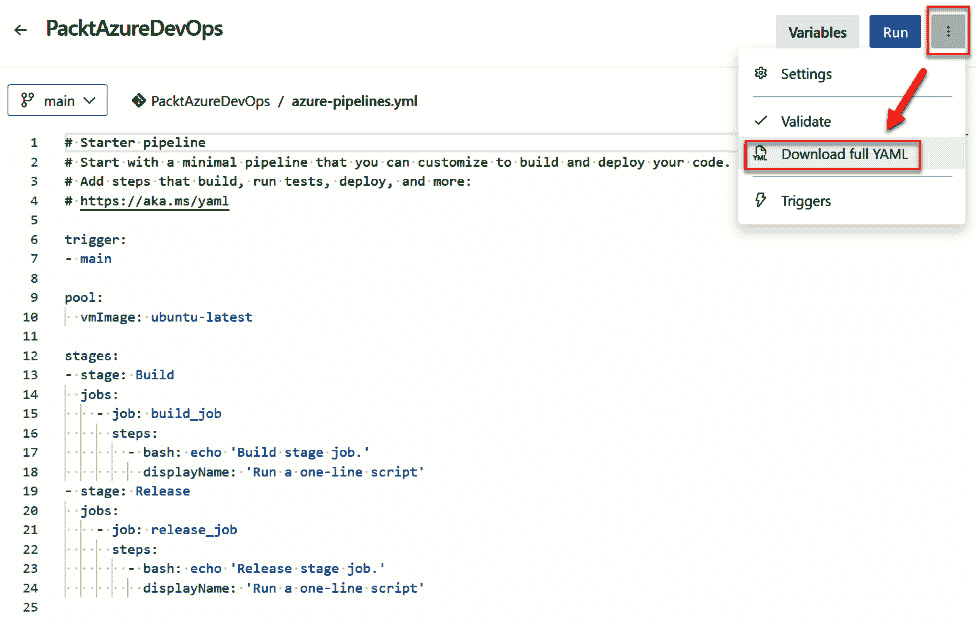 ← PacktAzureDevOps
Variables Run
main PacktAzureDevOps / azure-pipelines.yml
Settings
Validate
YML Download full YAML
Triggers
1 # Starter pipeline
2 # Start with a minimal pipeline that you can customize to build and deploy your code.
3 # Add steps that build, run tests, deploy, and more:
4 # https://aka.ms/yaml
5
6 trigger:
7 - main
8
9 pool:
10   vmImage: ubuntu-latest
11
12 stages:
13 - stage: Build
14   jobs:
15     - job: build_job
16       steps:
17         - bash: echo 'Build stage job.'
18           displayName: 'Run a one-line script'
19 - stage: Release
20   jobs:
21     - job: release_job
22       steps:
23         - bash: echo 'Release stage job.'
24           displayName: 'Run a one-line script'
25